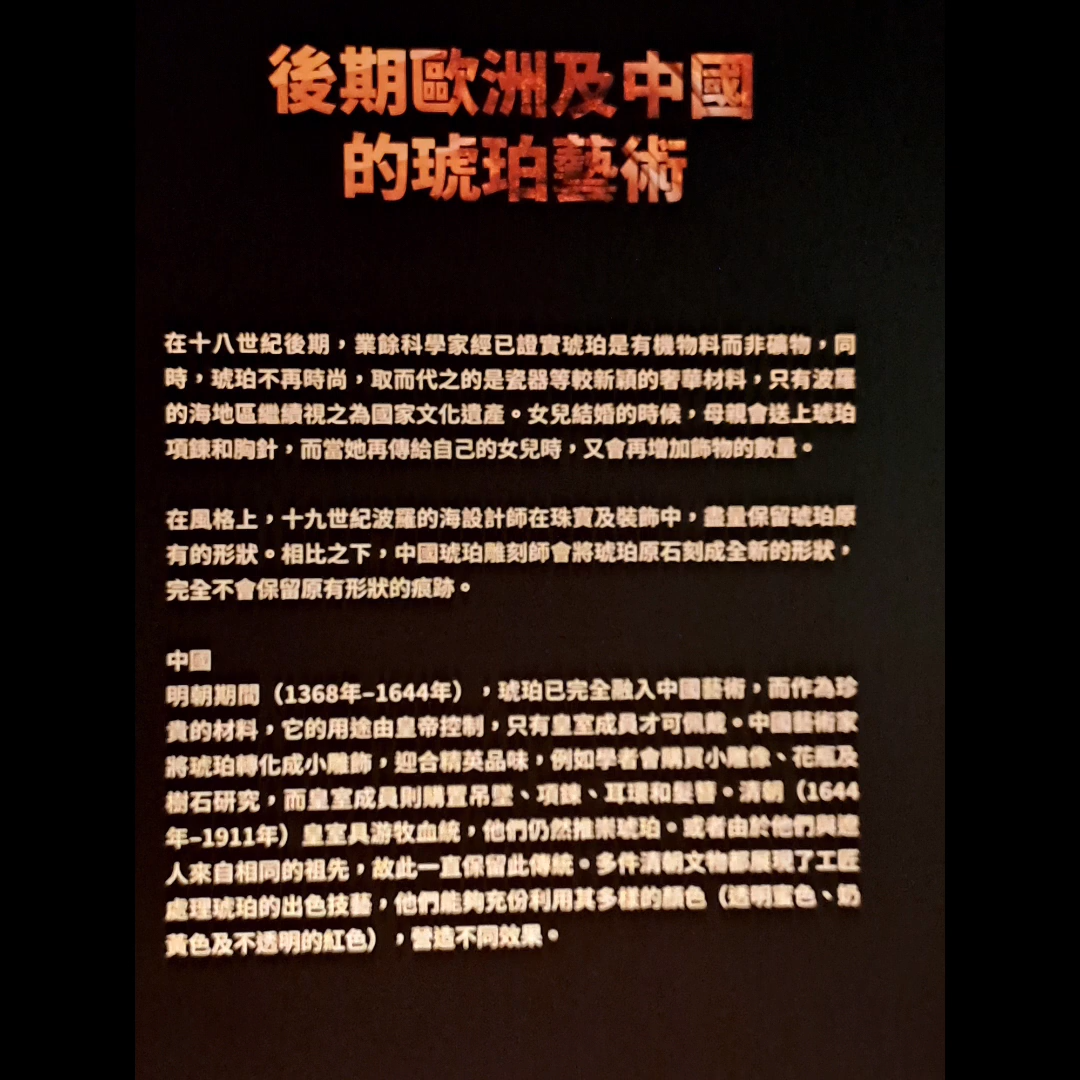 後期歐洲及中國
的琥珀藝術
在十八世紀後期，業餘科學家經已證實琥珀是有機物料而非礦物，同
時，琥珀不再時尚，取而代之的是瓷器等較新穎的奢華材料，只有波羅
的海地區繼續視之為國家文化遺產。女兒結婚的時候，母親會送上琥珀
項鍊和胸針，而當她再傳給自己的女兒時，又會再增加飾物的數量。
在風格上，十九世紀波羅的海設計師在珠寶及裝飾中，盡量保留琥珀原
有的形狀。相比之下，中國琥珀雕刻師會將琥珀原石刻成全新的形狀，
完全不會保留原有形狀的痕跡。
中國
明朝期間（1368年–1644年），琥珀已完全融入中國藝術，而作為珍
貴的材料，它的用途由皇帝控制，只有皇室成員才可佩戴。中國藝術家
將琥珀轉化成小雕飾，迎合精英品味，例如學者會購買小雕像、花瓶及
樹石研究，而皇室成員則購置吊墜、項鍊、耳環和髮簪。清朝（1644
年–1911年）皇室具游牧血統，他們仍然推崇琥珀。或者由於他們與遼
人來自相同的祖先，故此一直保留此傳統。多件清朝文物都展現了工匠
處理琥珀的出色技藝，他們能夠充份利用其多樣的顏色（透明蜜色、奶
黃色及不透明的紅色），營造不同效果。